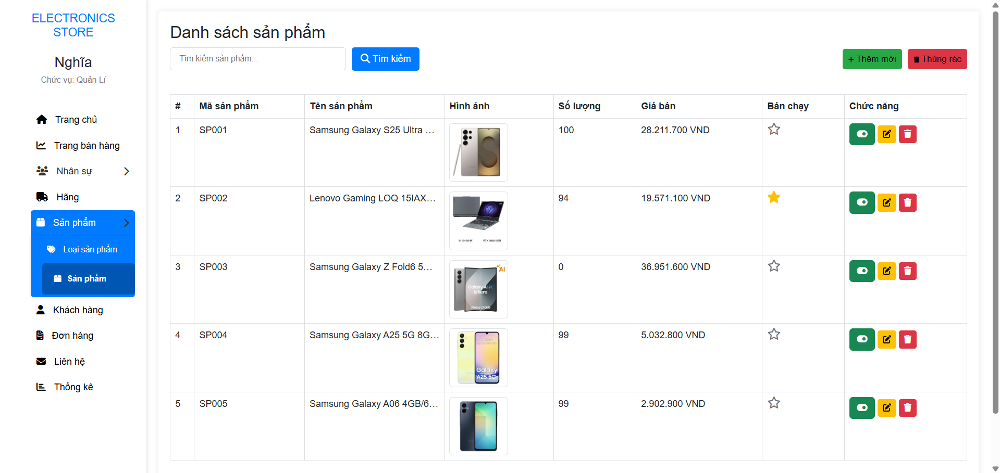 ELECTRONICS
STORE
Nghĩa
Chức vụ: Quản Lí
Trang chủ
Trang bán hàng
Nhân sự
Hãng
Sản phẩm
Loại sản phẩm
Sản phẩm
Khách hàng
Đơn hàng
Liên hệ
Thống kê
Danh sách sản phẩm
Tìm kiếm sản phẩm...
Tìm kiếm
+ Thêm mới
Thùng rác
# Mã sản phẩm Tên sản phẩm Hình ảnh Số lượng Giá bán Bán chạy Chức năng
1 SP001 Samsung Galaxy S25 Ultra … 100 28.211.700 VND
2 SP002 Lenovo Gaming LOQ 15IAX… 94 19.571.100 VND
3 SP003 Samsung Galaxy Z Fold6 5… 0 36.951.600 VND
AI
Galaxy AI
is here
Galaxy Z Fold6
4 SP004 Samsung Galaxy A25 5G 8G… 99 5.032.800 VND
Galaxy
A25 5G
5 SP005 Samsung Galaxy A06 4GB/6… 99 2.902.900 VND